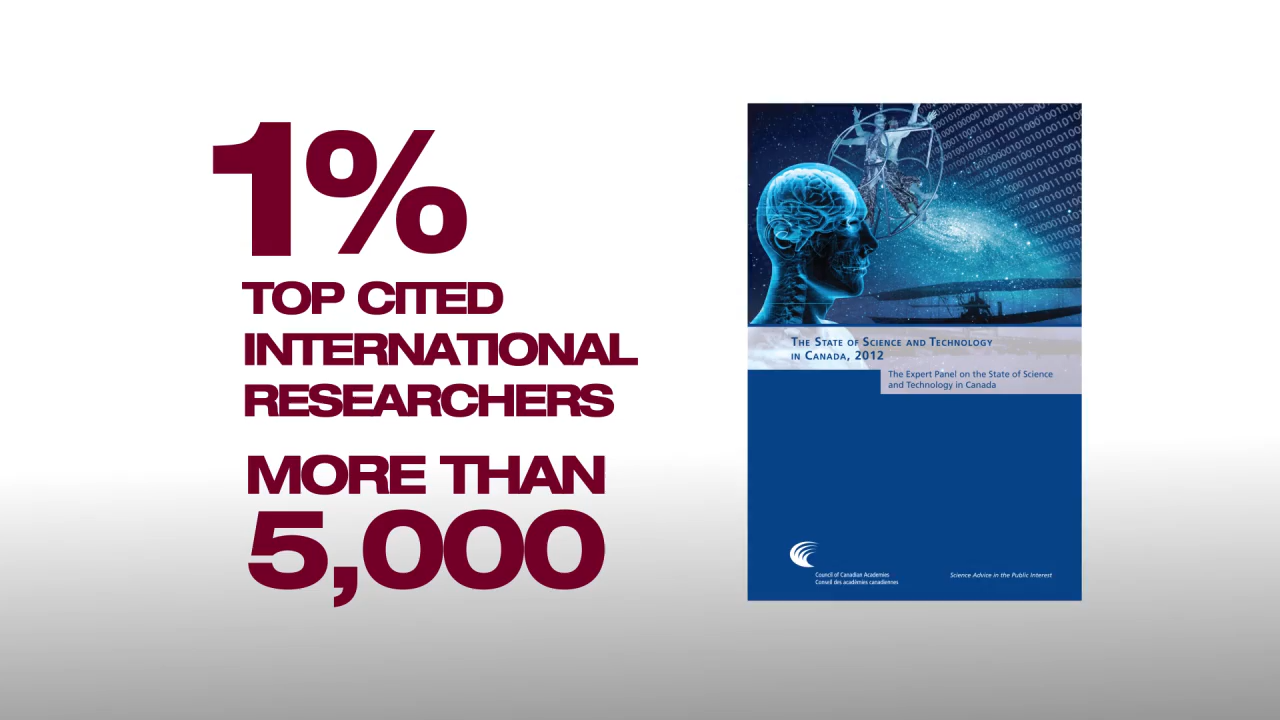 1%
TOP CITED
INTERNATIONAL
RESEARCHERS
MORE THAN
5,000
The State of Science and Technology
in Canada, 2012
The Expert Panel on the State of Science
and Technology in Canada
Council of Canadian Academies
Conseil des académies canadiennes
Science Advice in the Public Interest